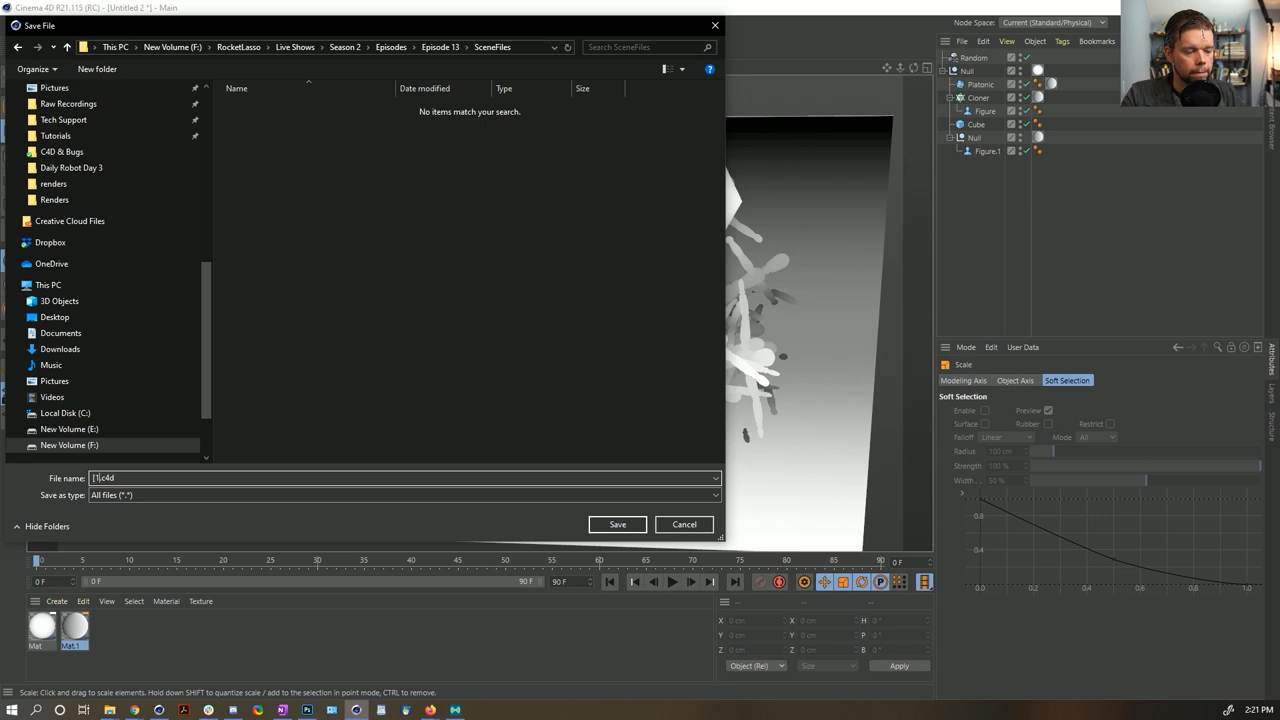 Cinema 4D R21.115 (RC) - [Untitled 2 *] - Main
Save File
This PC > New Volume (F:) > RocketLasso > Live Shows > Season 2 > Episodes > Episode 13 > SceneFiles
Search SceneFiles
Organize
New folder
Name
Date modified
Type
Size
No items match your search.
Pictures
Raw Recordings
Tech Support
Tutorials
C4D & Bugs
Daily Robot Day 3
renders
Renders
Creative Cloud Files
Dropbox
OneDrive
This PC
3D Objects
Desktop
Documents
Downloads
Music
Pictures
Videos
Local Disk (C:)
New Volume (E:)
New Volume (F:)
File name: [1.c4d
Save as type: All files (*.*)
Hide Folders
Save
Cancel
Node Space: Current (Standard/Physical)
File Edit View Object Tags Bookmarks
Random
Null
Platonic
Cloner
Figure
Cube
Null
Figure.1
Content Browser
Mode Edit User Data
Scale
Modeling Axis Object Axis Soft Selection
Soft Selection
Enable Preview
Surface Rubber Restrict
Falloff Linear Mode All
Radius 100 cm
Strength 100 %
Width 50 %
0.8
0.4
0.0 0.2 0.4 0.6 0.8 1.0
Attributes
Layers
Structure
0 5 10 15 20 25 30 35 40 45 50 55 60 65 70 75 80 85 90 0 F
0 F 0 F 90 F 90 F
Create Edit View Select Material Texture
Mat
Mat.1
-- -- --
X 0 cm X 0 cm H 0 °
Y 0 cm Y 0 cm P 0 °
Z 0 cm Z 0 cm B 0 °
Object (Rel) Size Apply
Scale: Click and drag to scale elements. Hold down SHIFT to quantize scale / add to the selection in point mode, CTRL to remove.
2:21 PM